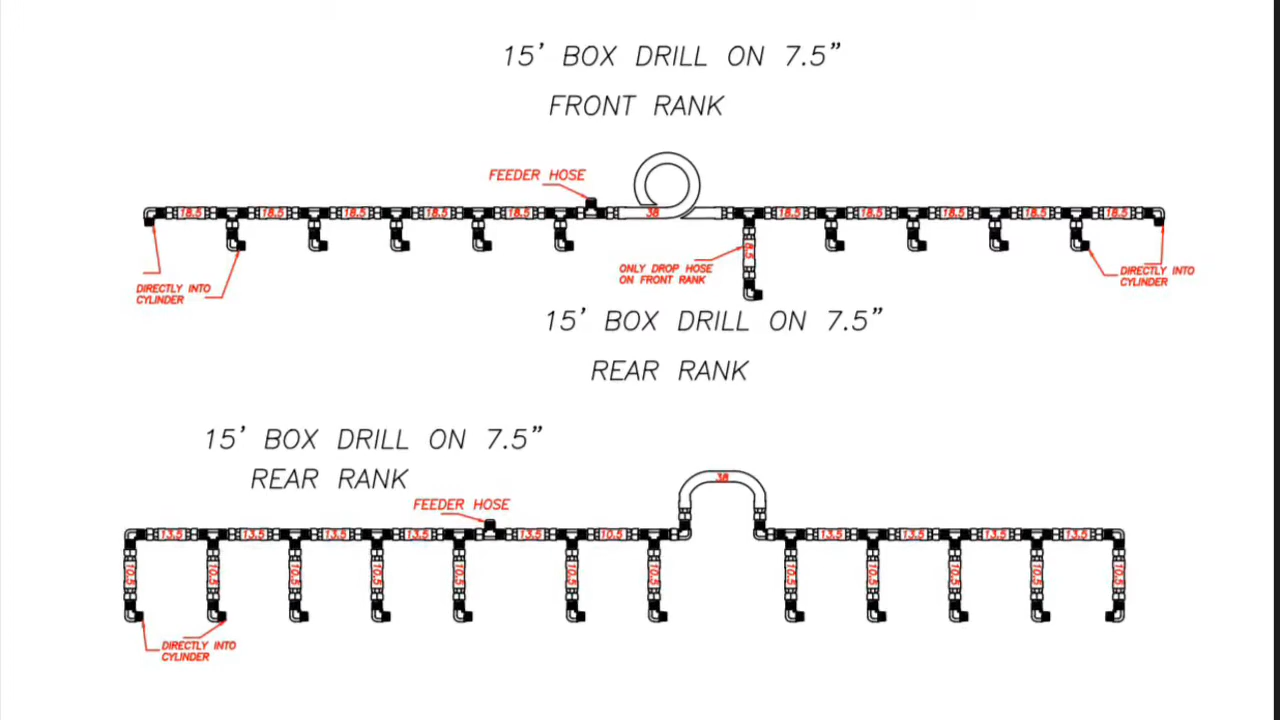 15' BOX DRILL ON 7.5"
FRONT RANK
FEEDER HOSE
18.5 18.5 18.5 18.5 18.5 38 18.5 18.5 18.5 18.5 18.5
8.5
ONLY DROP HOSE
ON FRONT RANK
DIRECTLY INTO
CYLINDER
DIRECTLY INTO
CYLINDER
15' BOX DRILL ON 7.5"
REAR RANK
15' BOX DRILL ON 7.5"
REAR RANK
38
FEEDER HOSE
13.5 13.5 13.5 13.5 13.5 10.5 13.5 13.5 13.5 13.5
10.5 10.5 10.5 10.5 10.5 10.5 10.5 10.5 10.5 10.5 10.5 10.5
DIRECTLY INTO
CYLINDER